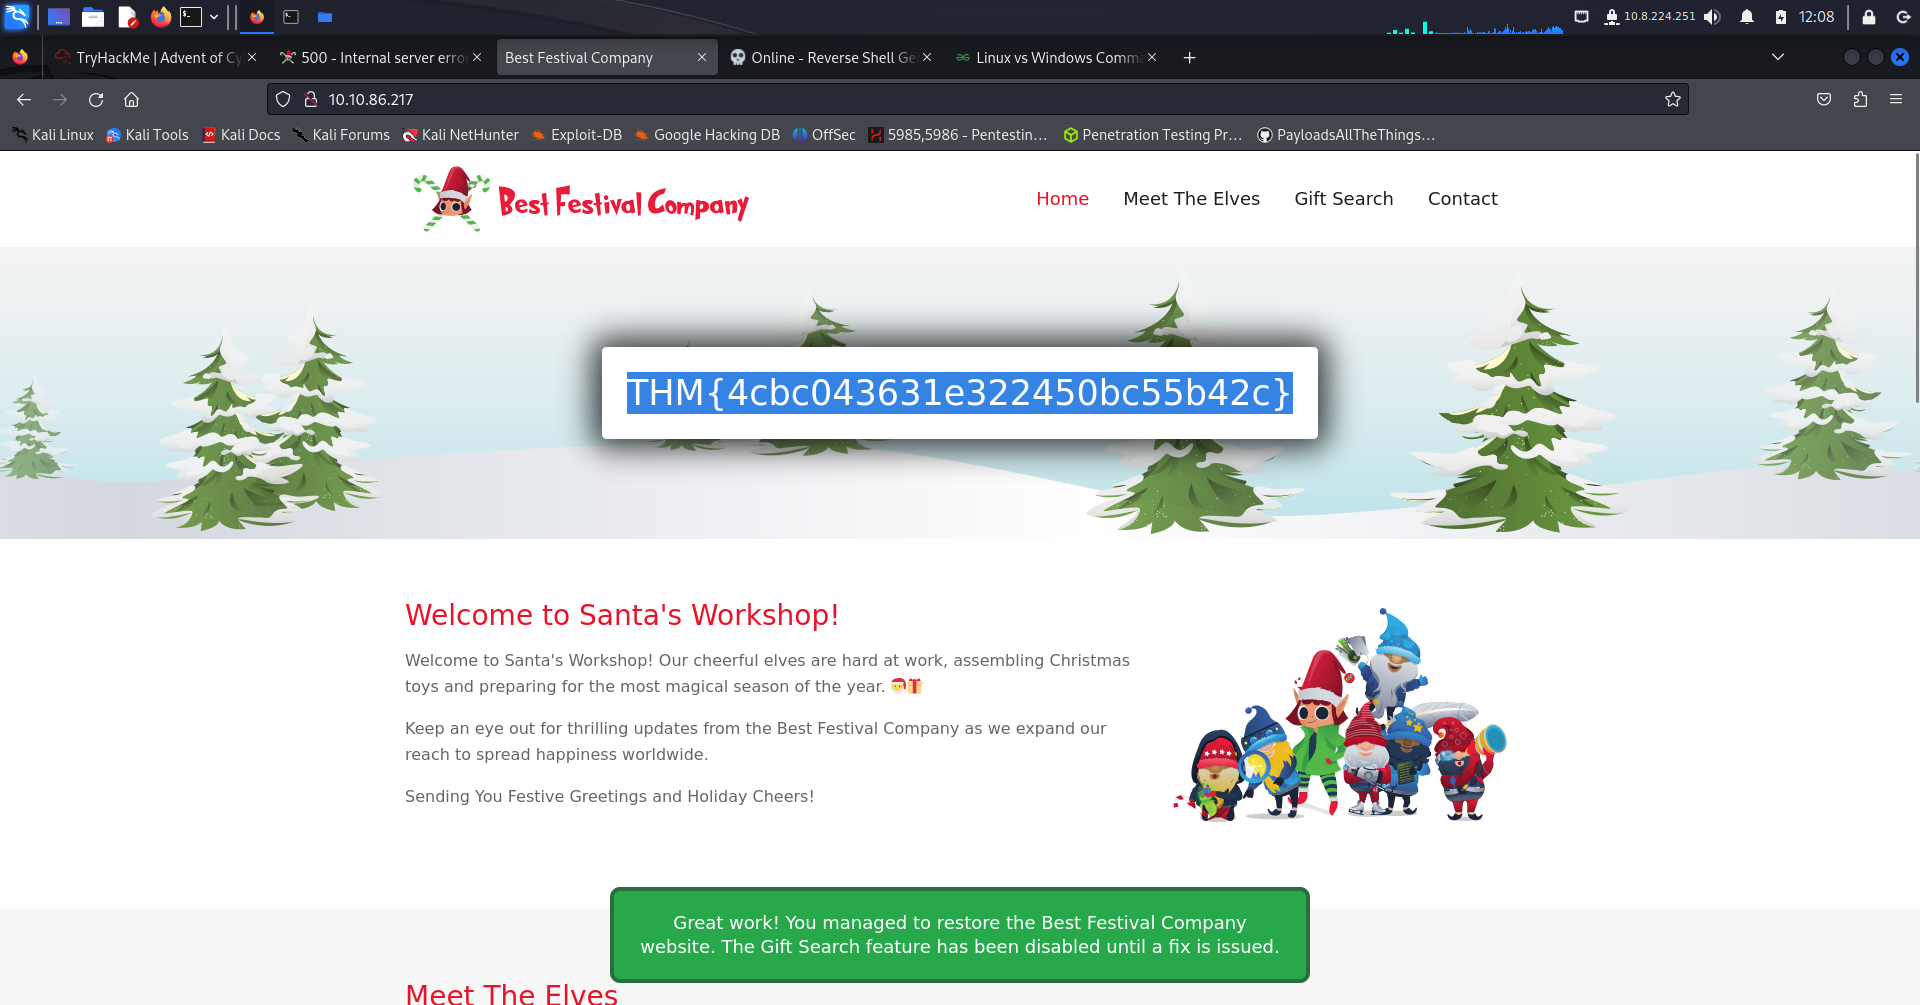 10.8.224.251
12:08
TryHackMe | Advent of Cy
500 - Internal server error
Best Festival Company
Online - Reverse Shell Ge
Linux vs Windows Comma
10.10.86.217
Kali Linux
Kali Tools
Kali Docs
Kali Forums
Kali NetHunter
Exploit-DB
Google Hacking DB
OffSec
5985,5986 - Pentestin…
Penetration Testing Pr…
PayloadsAllTheThings…
Best Festival Company
Home
Meet The Elves
Gift Search
Contact
THM{4cbc043631e322450bc55b42c}
Welcome to Santa's Workshop!
Welcome to Santa's Workshop! Our cheerful elves are hard at work, assembling Christmas
toys and preparing for the most magical season of the year. 🎅🎁
Keep an eye out for thrilling updates from the Best Festival Company as we expand our
reach to spread happiness worldwide.
Sending You Festive Greetings and Holiday Cheers!
Great work! You managed to restore the Best Festival Company
website. The Gift Search feature has been disabled until a fix is issued.
Meet The Elves